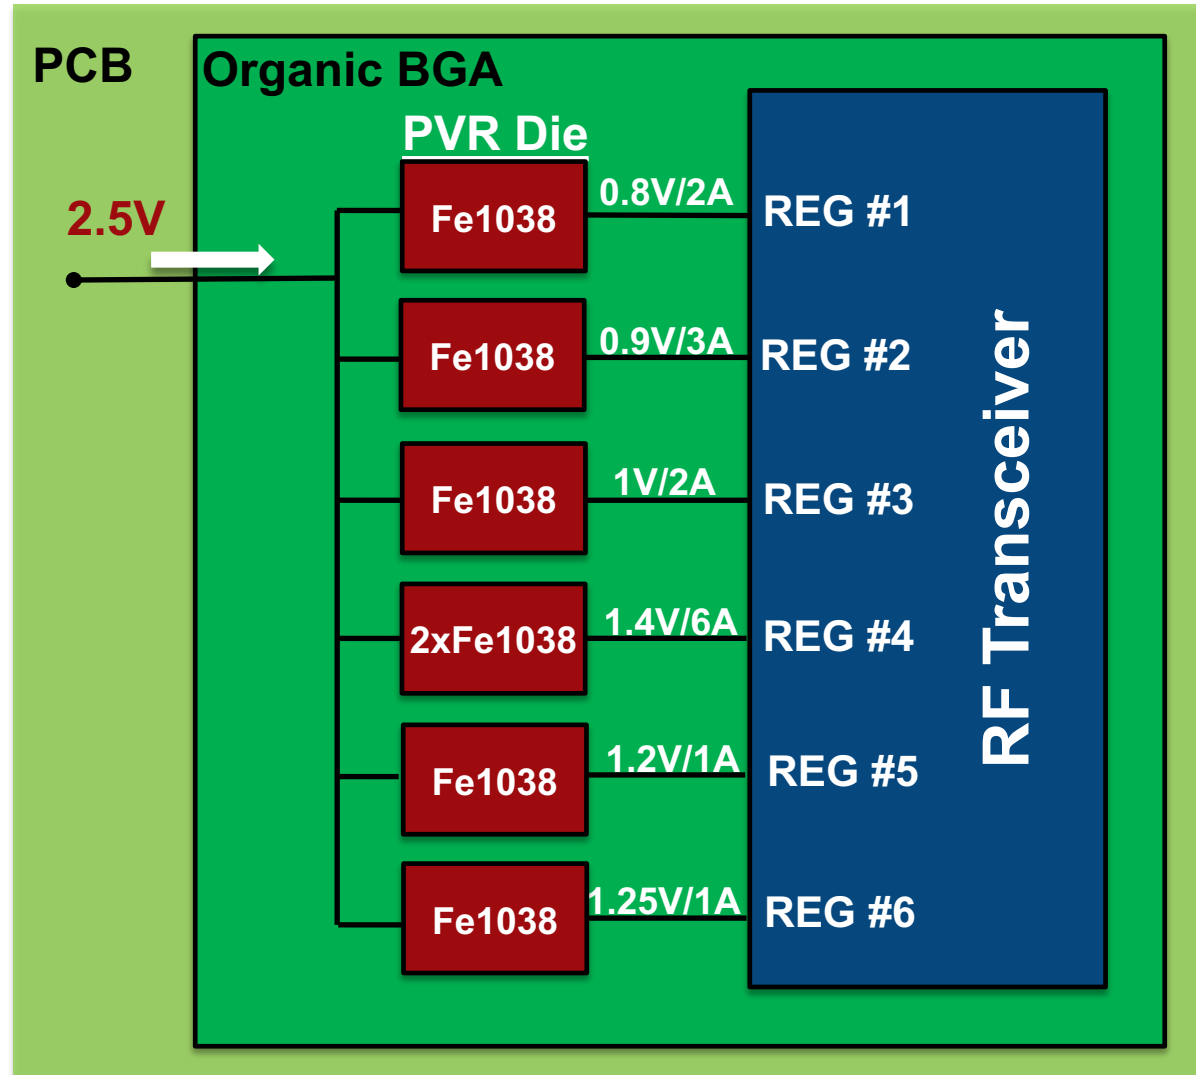 PCB
Organic BGA
PVR Die
2.5V
Fe1038
0.8V/2A
REG #1
Fe1038
0.9V/3A
REG #2
Fe1038
1V/2A
REG #3
2xFe1038
1.4V/6A
REG #4
Fe1038
1.2V/1A
REG #5
Fe1038
1.25V/1A
REG #6
RF Transceiver